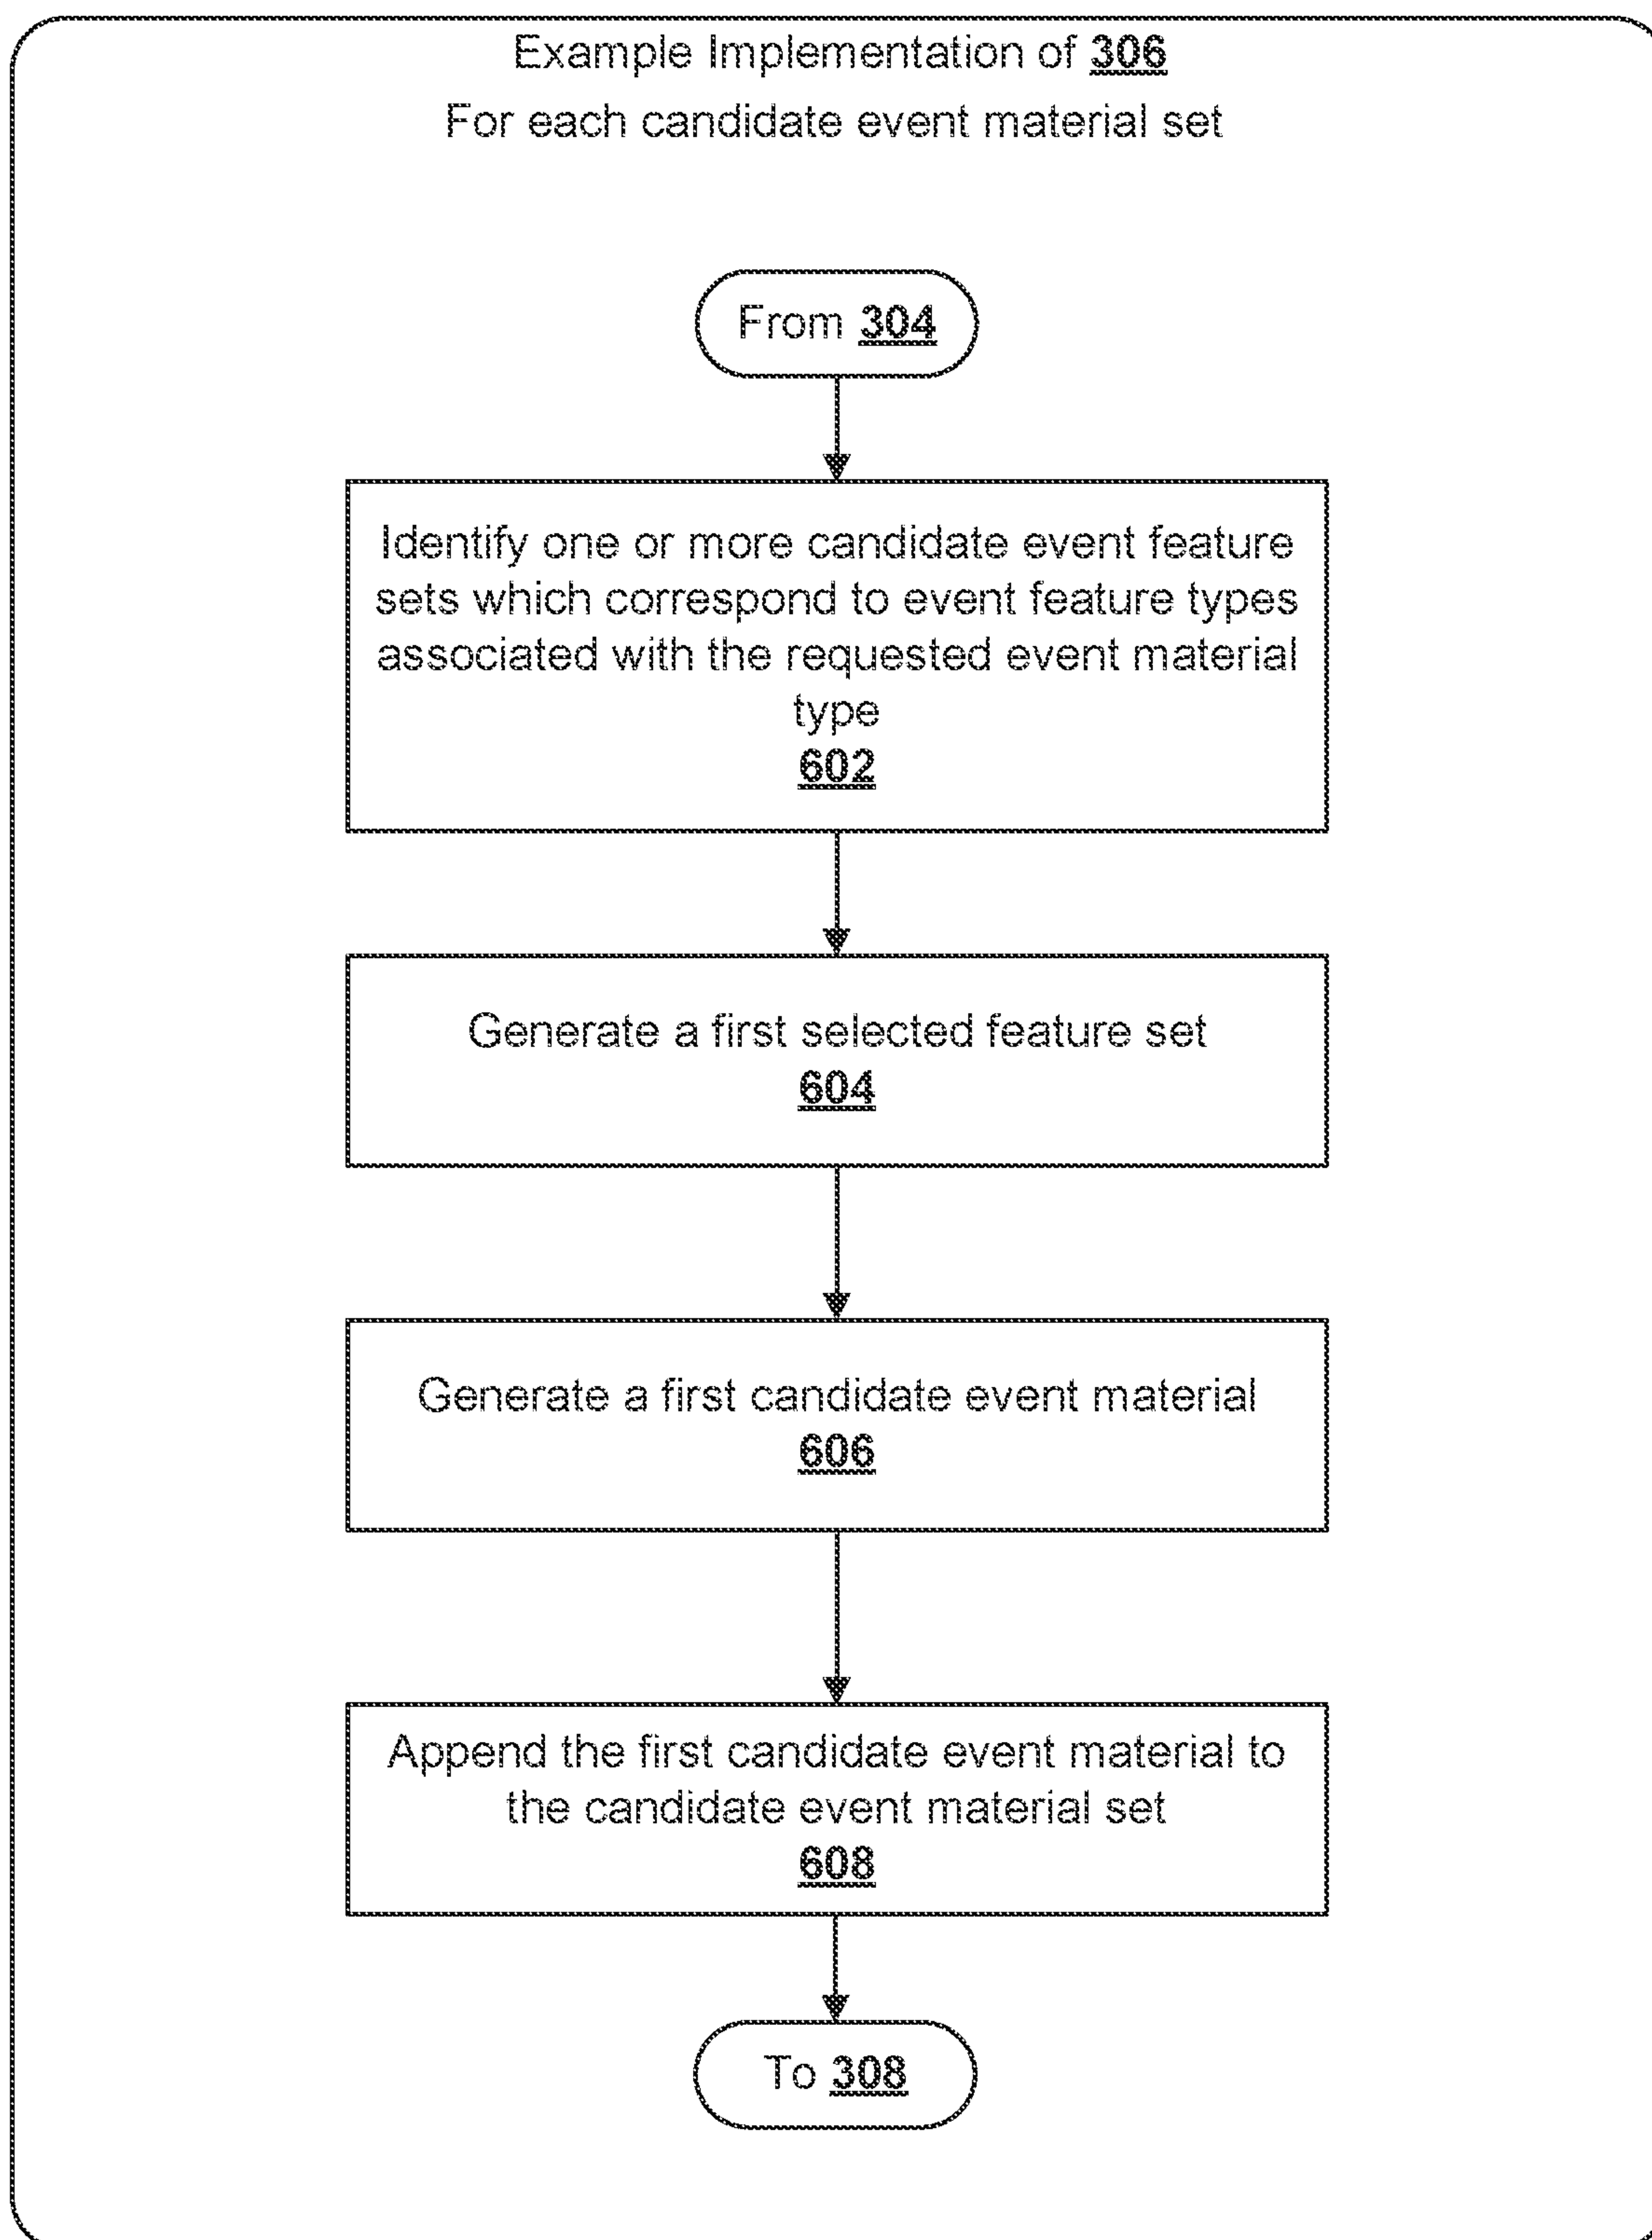 Example Implementation of 306
For each candidate event material set
From 304
Identify one or more candidate event feature
sets which correspond to event feature types
associated with the requested event material
type
602
Generate a first selected feature set
604
Generate a first candidate event material
606
Append the first candidate event material to
the candidate event material set
608
To 308